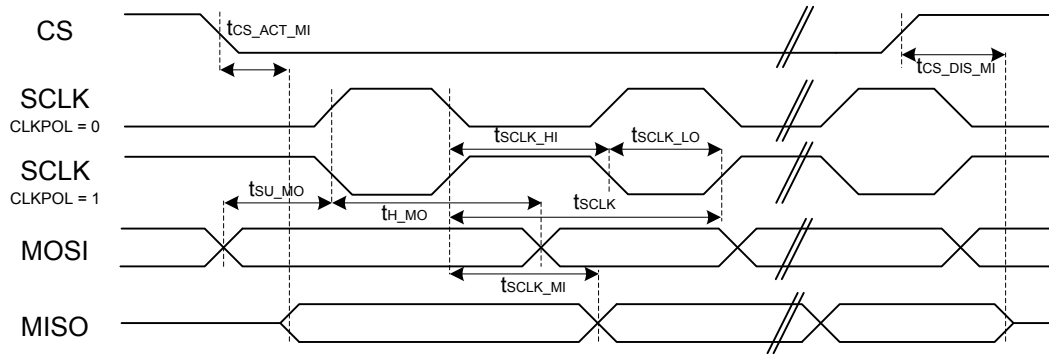 CS
tCS_ACT_MI
tCS_DIS_MI
SCLK
CLKPOL = 0
tSCLK_HI
tSCLK_LO
SCLK
CLKPOL = 1
tSU_MO
tH_MO
tSCLK
MOSI
tSCLK_MI
MISO